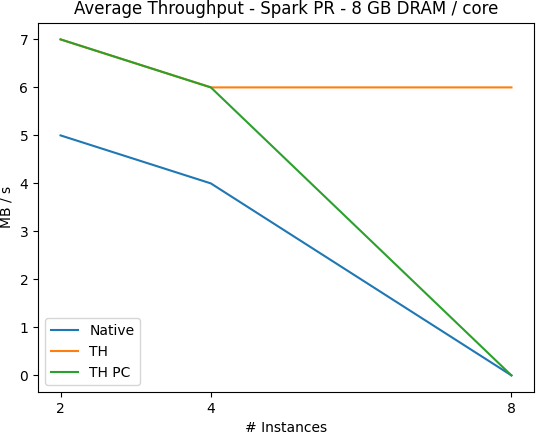 Average Throughput - Spark PR - 8 GB DRAM / core
7
6
5
4
3
2
1
0
MB / s
Native
TH
TH PC
2
4
8
# Instances